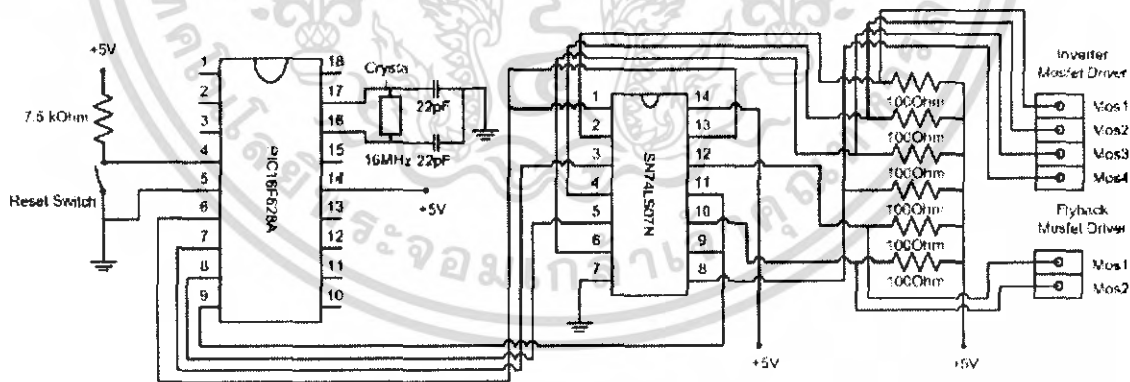 +5V
7.5 kOhm
Reset Switch
1
2
3
4
5
6
7
8
9
PIC16F628A
18
17
16
15
14
13
12
11
10
Crysta
22pF
16MHz 22pF
+5V
1
2
3
4
5
6
7
SN74LS07N
14
13
12
11
10
9
8
+5V
100Ohm
100Ohm
100Ohm
100Ohm
100Ohm
100Ohm
+5V
Inverter
Mosfet Driver
Mos1
Mos2
Mos3
Mos4
Flyback
Mosfet Driver
Mos1
Mos2